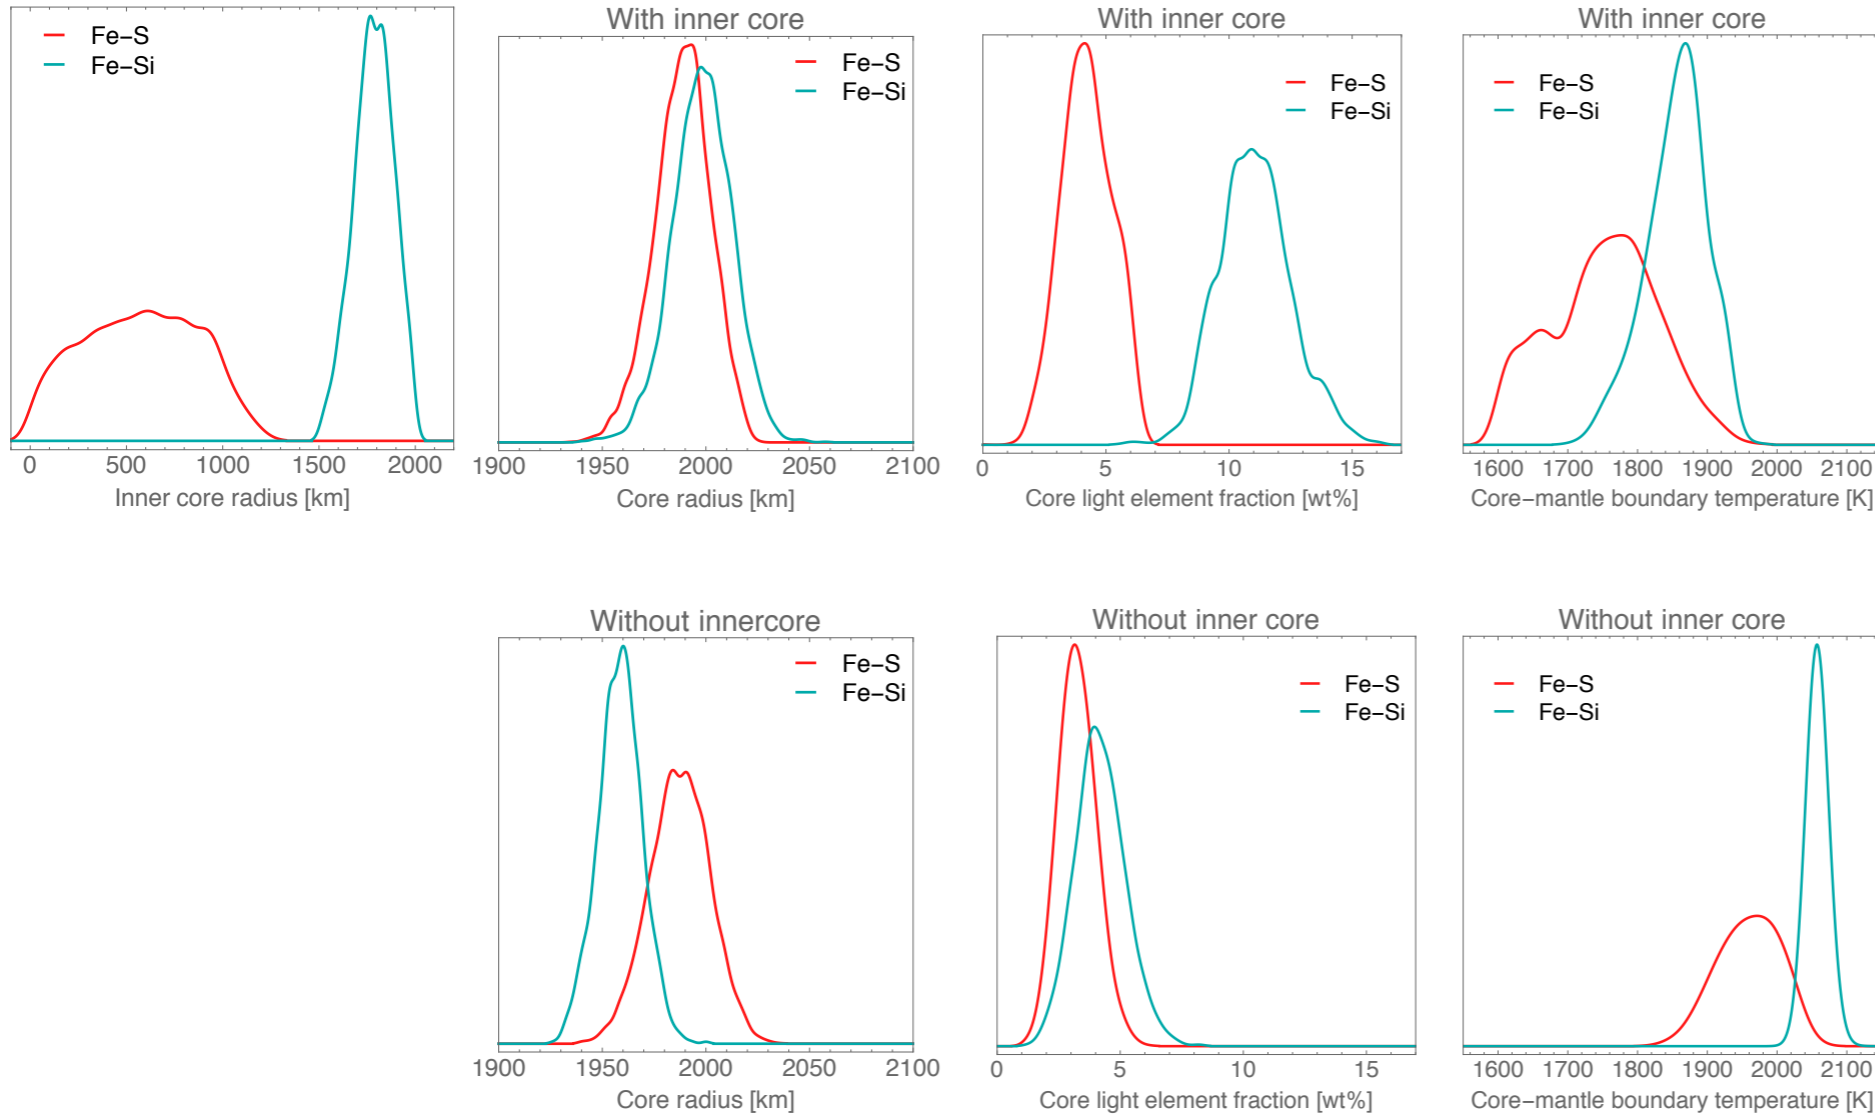 Fe−S
Fe−Si
0 500 1000 1500 2000
Inner core radius [km]
With inner core
Fe−S
Fe−Si
1900 1950 2000 2050 2100
Core radius [km]
With inner core
Fe−S
Fe−Si
0 5 10 15
Core light element fraction [wt%]
With inner core
Fe−S
Fe−Si
1600 1700 1800 1900 2000 2100
Core−mantle boundary temperature [K]
Without innercore
Fe−S
Fe−Si
1900 1950 2000 2050 2100
Core radius [km]
Without inner core
Fe−S
Fe−Si
0 5 10 15
Core light element fraction [wt%]
Without inner core
Fe−S
Fe−Si
1600 1700 1800 1900 2000 2100
Core−mantle boundary temperature [K]